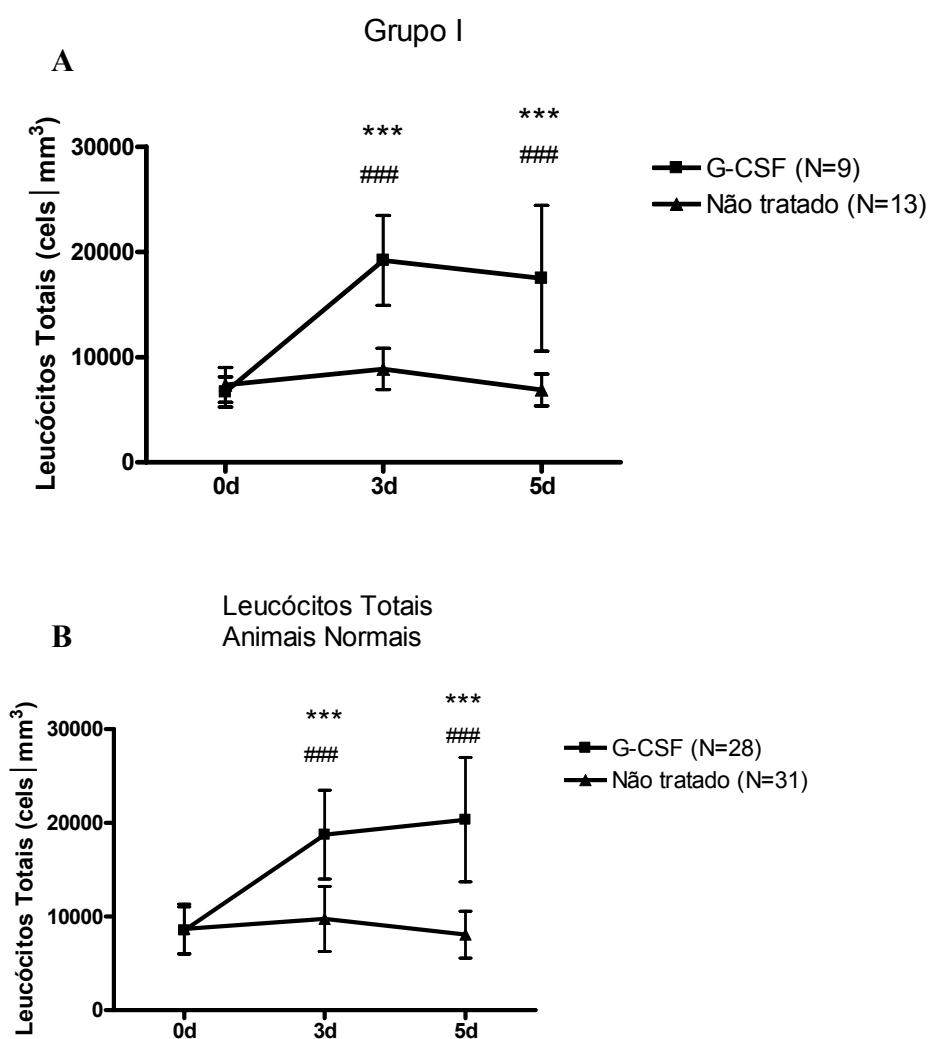 Grupo I
A
Leucócitos Totais (cels|mm³)
30000
20000
10000
0
***
###
***
###
0d
3d
5d
G-CSF (N=9)
Não tratado (N=13)
Leucócitos Totais
Animais Normais
B
Leucócitos Totais (cels|mm³)
30000
20000
10000
0
***
###
***
###
0d
3d
5d
G-CSF (N=28)
Não tratado (N=31)